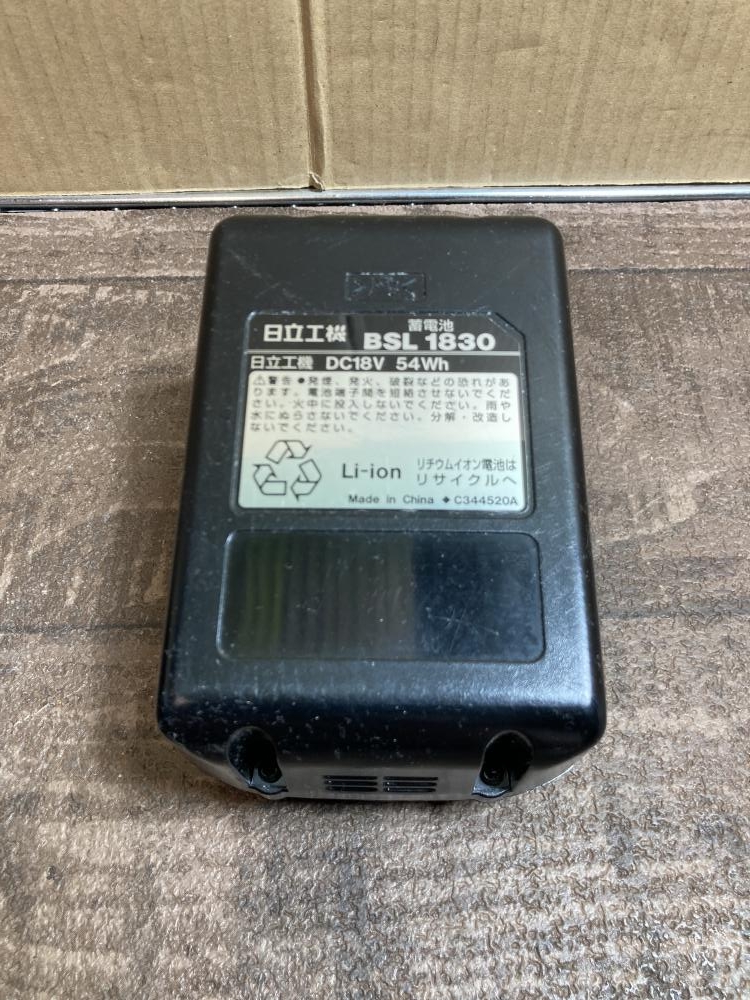 日立工機 蓄電池 BSL 1830
日立工機 DC18V 54Wh
⚠警告 ●発煙、発火、破裂などの恐れがあ
ります。電池端子間を短絡させないでくだ
さい。火中に投入しないでください。雨や
水にぬらさないでください。分解・改造し
ないでください。
Li-ion リチウムイオン電池は
リサイクルへ
Made in China ◆ C344520A